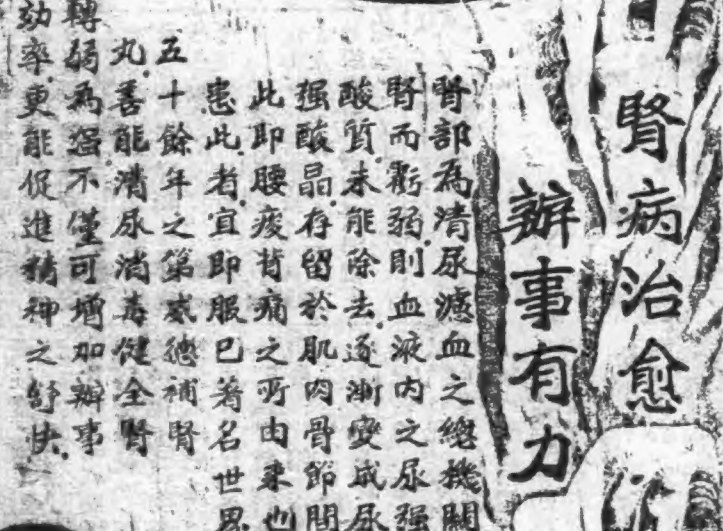 腎病治愈
辦事有力
腎部為清尿濾血之總機關
腎而虧弱則血液內之尿强
酸質未能除去逐漸變成尿
强酸晶存留於肌肉骨節間
此即腰痠背痛之所由來也
患此者宜即服已著名世界
五十餘年之第威德補腎
丸善能清尿消毒健全腎
轉弱為强不僅可增加辦事
効率更能促進精神之舒快